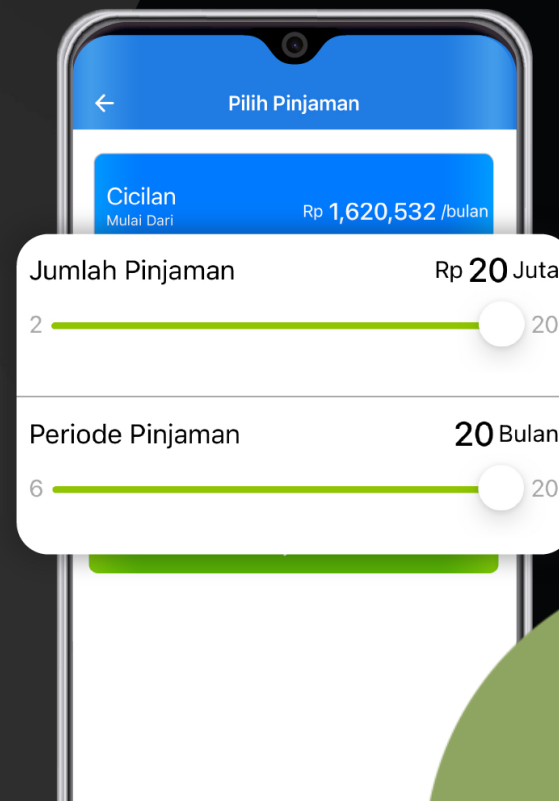 Pilih Pinjaman
Cicilan
Mulai Dari
Rp 1,620,532 /bulan
Jumlah Pinjaman Rp 20 Juta
2 20
Periode Pinjaman 20 Bulan
6 20